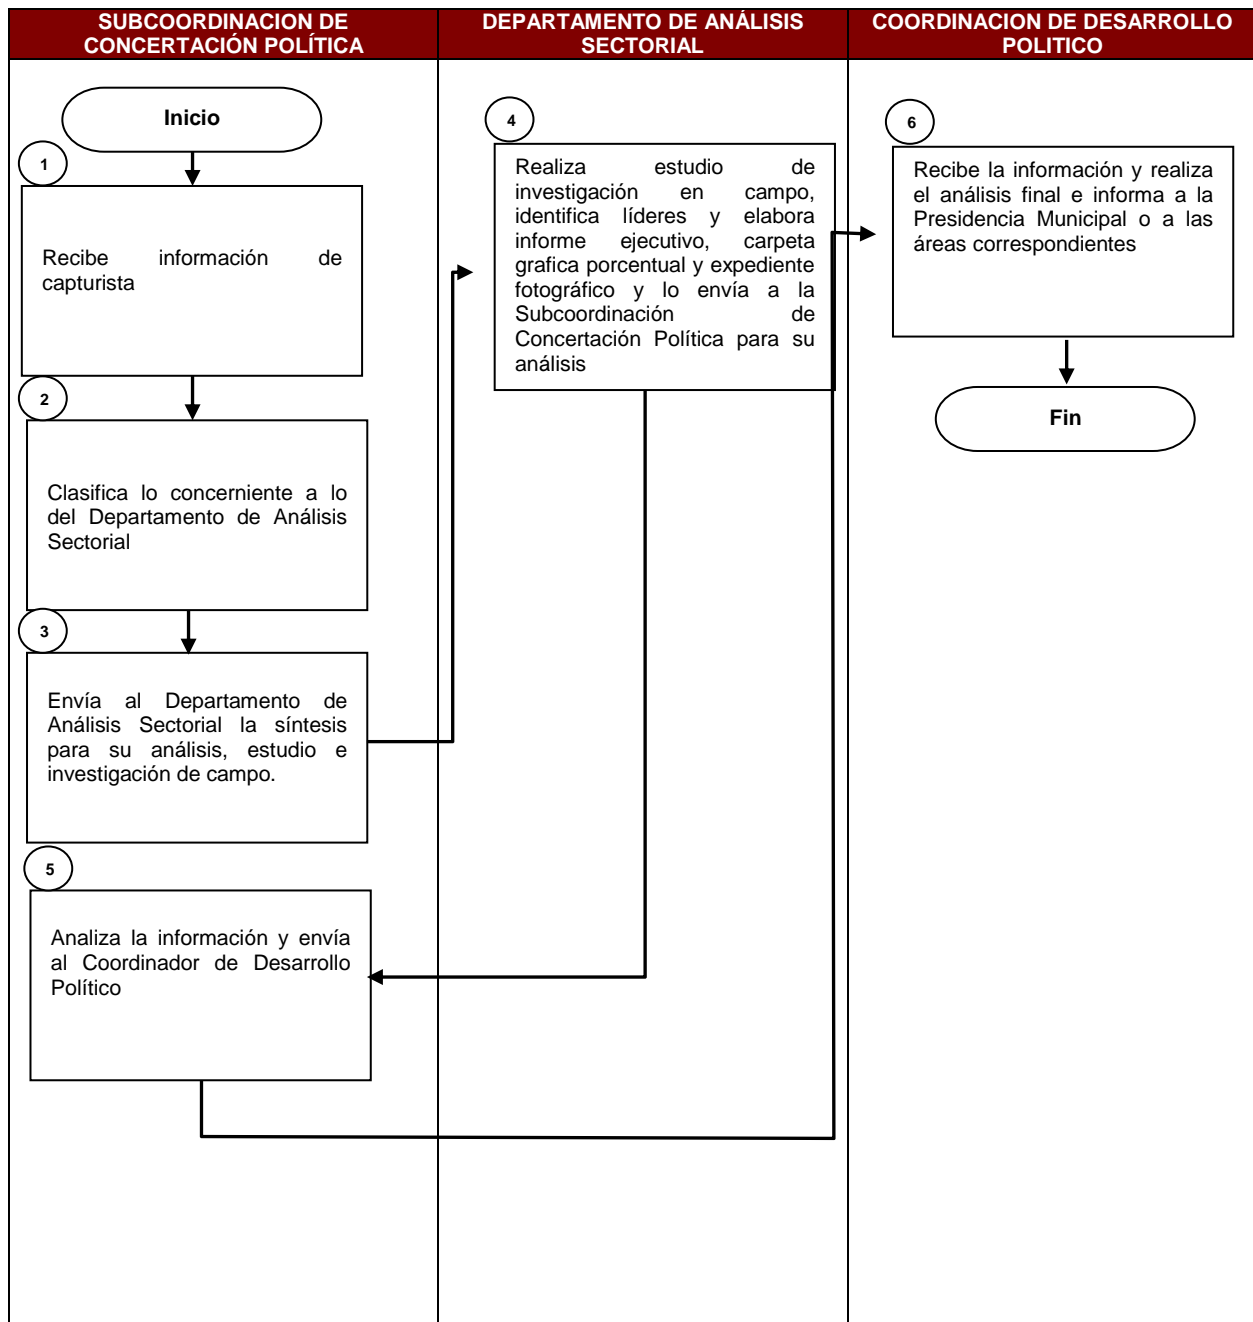 SUBCOORDINACION DE
CONCERTACIÓN POLÍTICA
DEPARTAMENTO DE ANÁLISIS
SECTORIAL
COORDINACION DE DESARROLLO
POLITICO
Inicio
1
Recibe información de
capturista
2
Clasifica lo concerniente a lo
del Departamento de Análisis
Sectorial
3
Envía al Departamento de
Análisis Sectorial la síntesis
para su análisis, estudio e
investigación de campo.
5
Analiza la información y envía
al Coordinador de Desarrollo
Político
4
Realiza estudio de
investigación en campo,
identifica líderes y elabora
informe ejecutivo, carpeta
grafica porcentual y expediente
fotográfico y lo envía a la
Subcoordinación de
Concertación Política para su
análisis
6
Recibe la información y realiza
el análisis final e informa a la
Presidencia Municipal o a las
áreas correspondientes
Fin